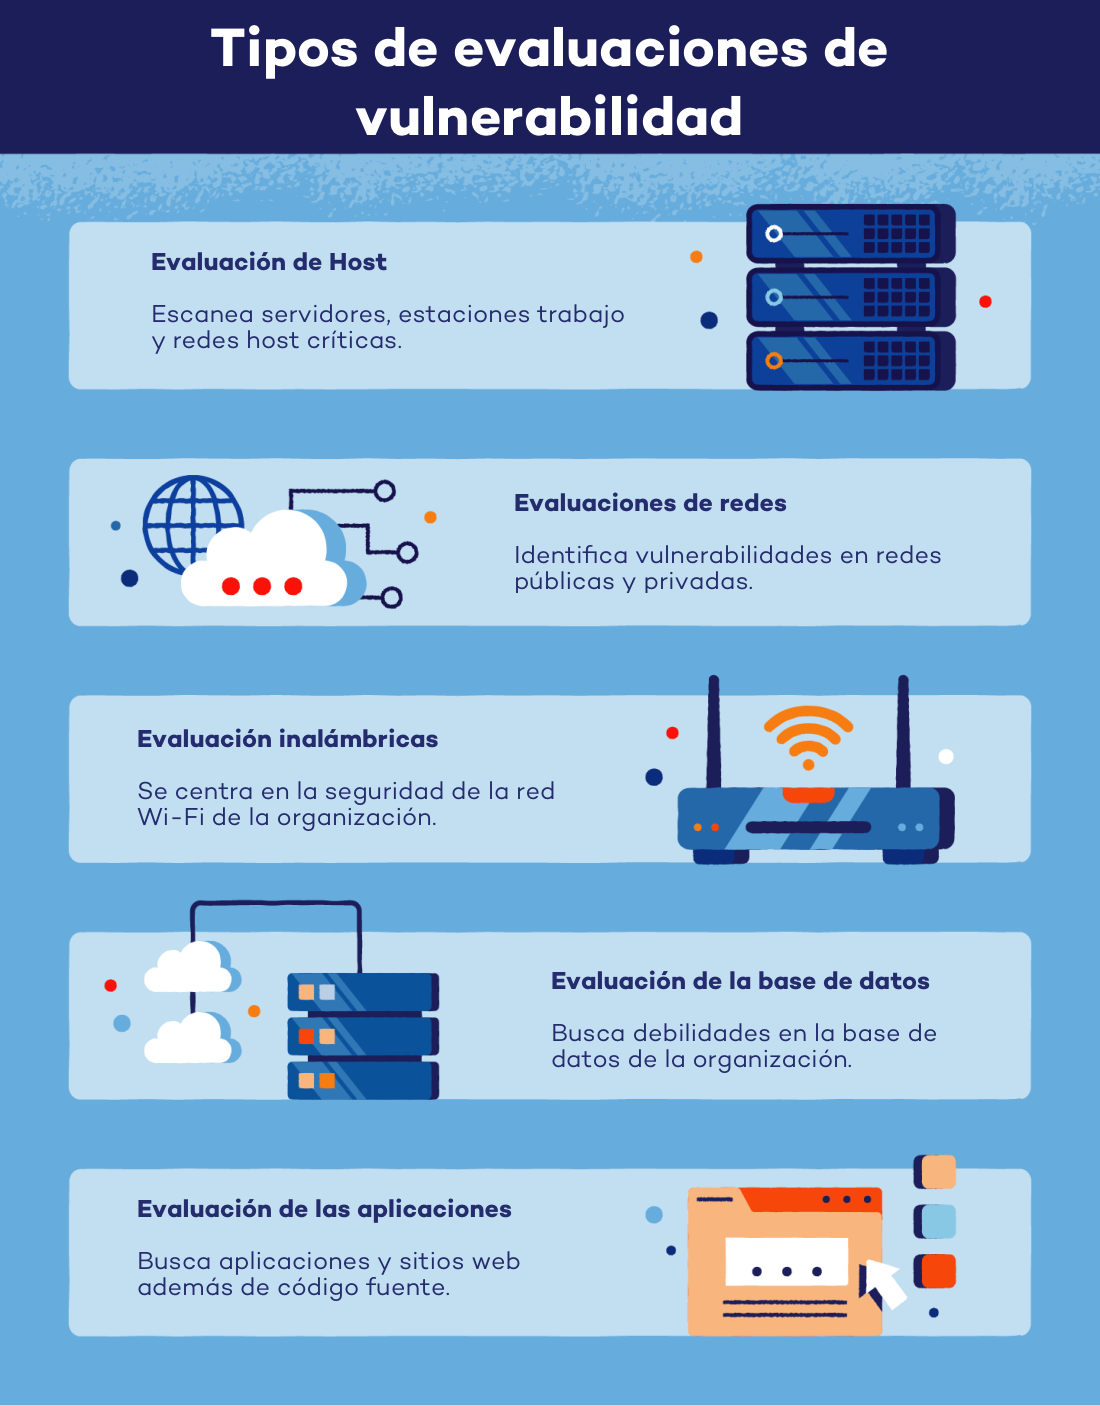 Tipos de evaluaciones de
vulnerabilidad
Evaluación de Host
Escanea servidores, estaciones trabajo
y redes host críticas.
Evaluaciones de redes
Identifica vulnerabilidades en redes
públicas y privadas.
Evaluación inalámbricas
Se centra en la seguridad de la red
Wi-Fi de la organización.
Evaluación de la base de datos
Busca debilidades en la base de
datos de la organización.
Evaluación de las aplicaciones
Busca aplicaciones y sitios web
además de código fuente.